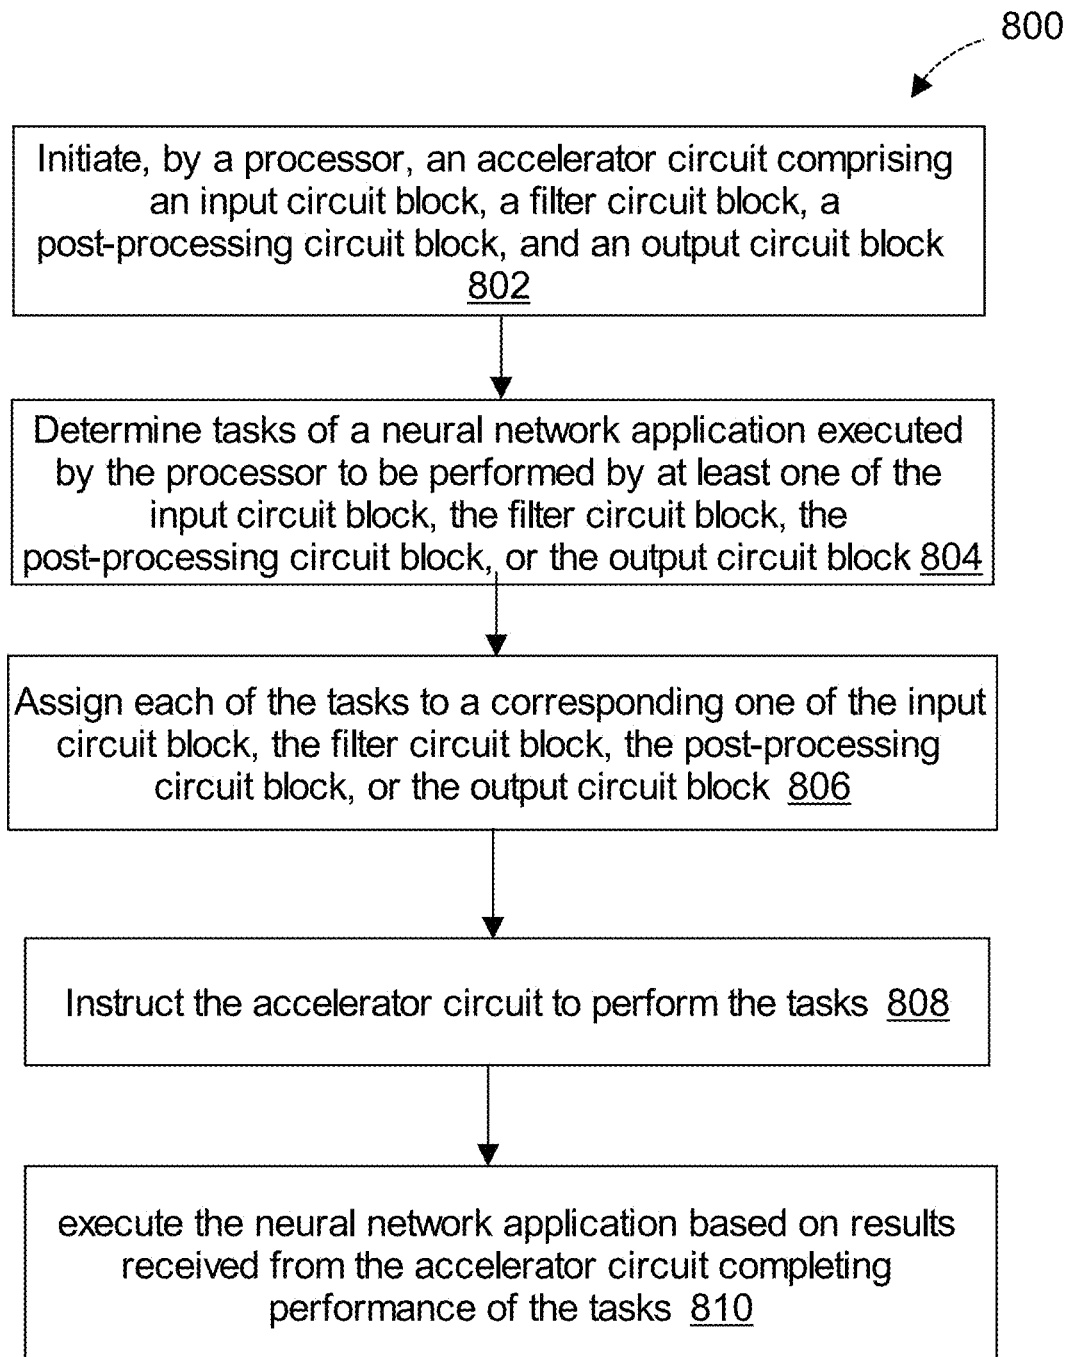 800
Initiate, by a processor, an accelerator circuit comprising
an input circuit block, a filter circuit block, a
post-processing circuit block, and an output circuit block
802
Determine tasks of a neural network application executed
by the processor to be performed by at least one of the
input circuit block, the filter circuit block, the
post-processing circuit block, or the output circuit block 804
Assign each of the tasks to a corresponding one of the input
circuit block, the filter circuit block, the post-processing
circuit block, or the output circuit block 806
Instruct the accelerator circuit to perform the tasks 808
execute the neural network application based on results
received from the accelerator circuit completing
performance of the tasks 810